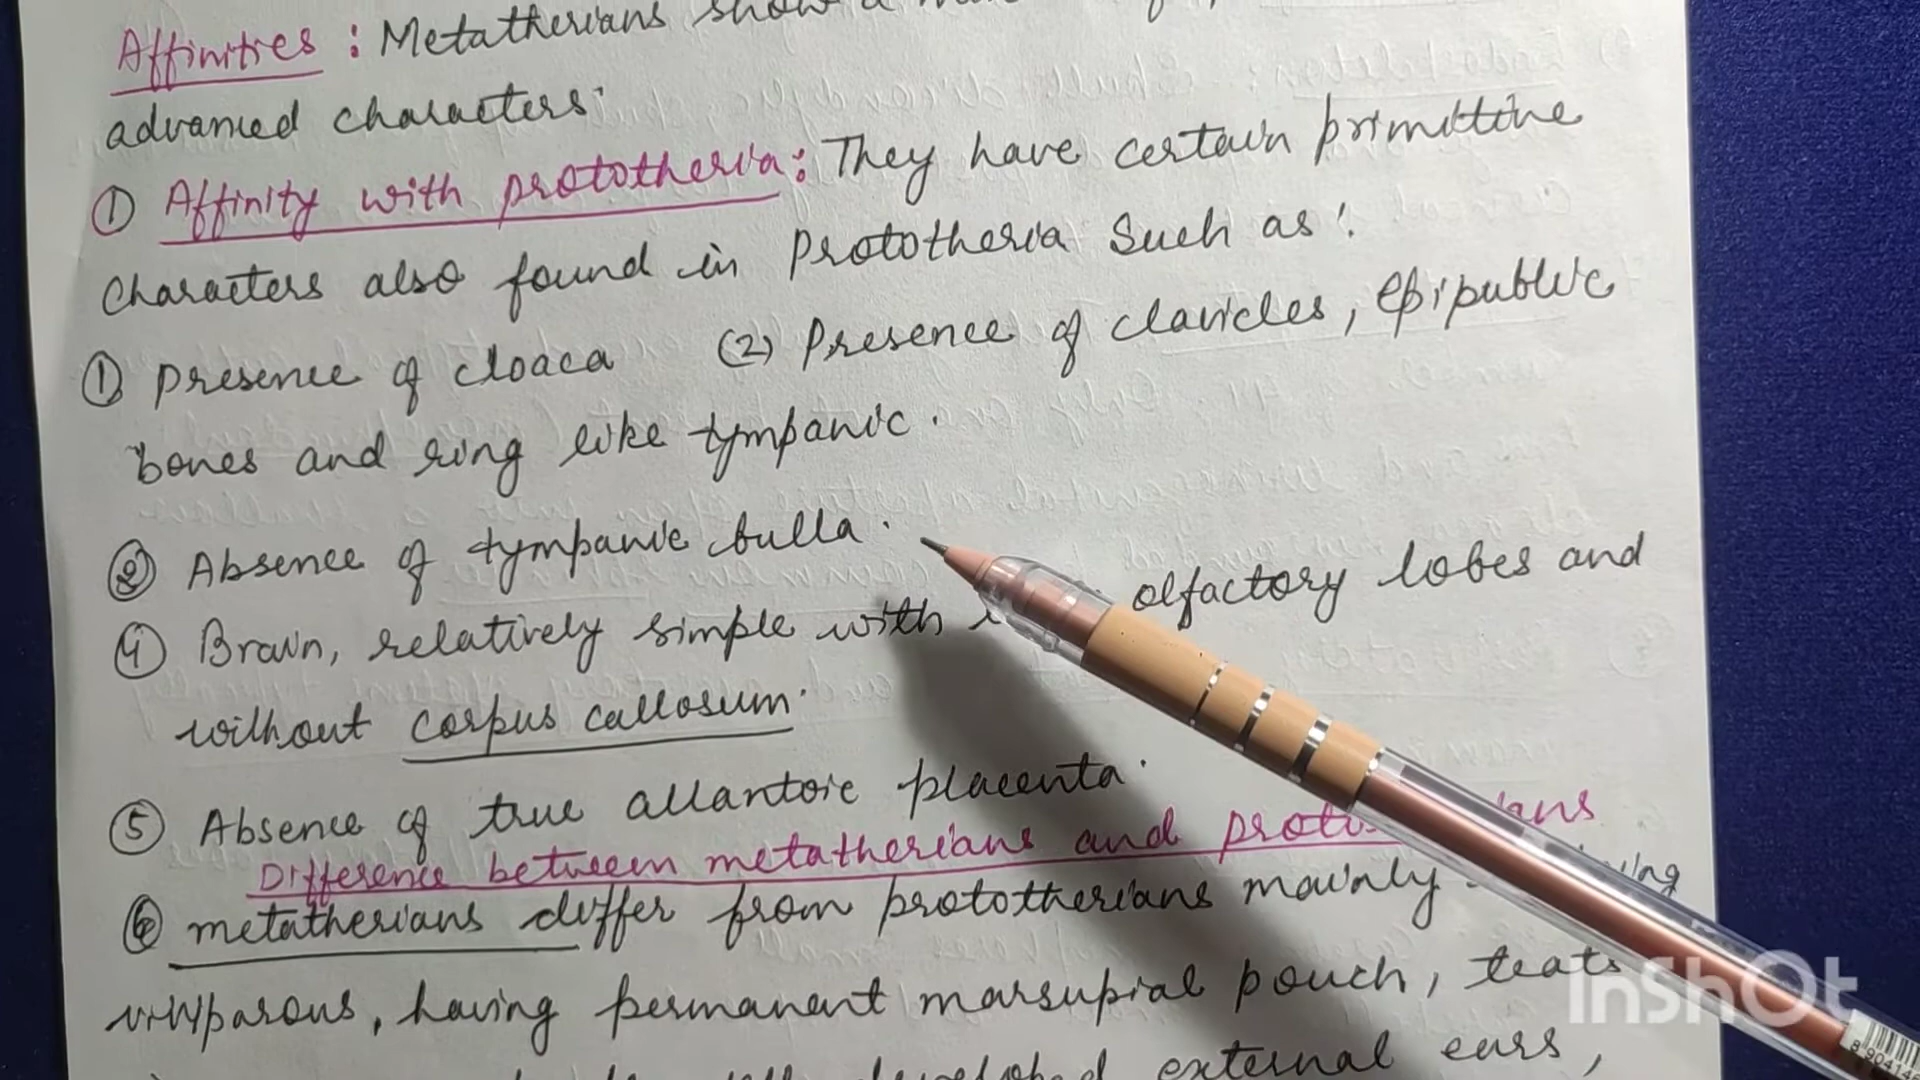 Affinities : Metatherians show a
advanced characters.
① Affinity with prototheria: They have certain primitive
characters also found in Prototheria such as :
① Presence of cloaca (2) Presence of clavicles, epipublic
bones and ring like tympanic.
③ Absence of tympanic bulla.
④ Brain, relatively simple with olfactory lobes and
without corpus callosum.
⑤ Absence of true allantoic placenta.
Difference between metatherians and
⑥ metatherians differ from prototherians mainly
viviparous, having permanent marsupial pouch, teats
developed external ears,
InShOt